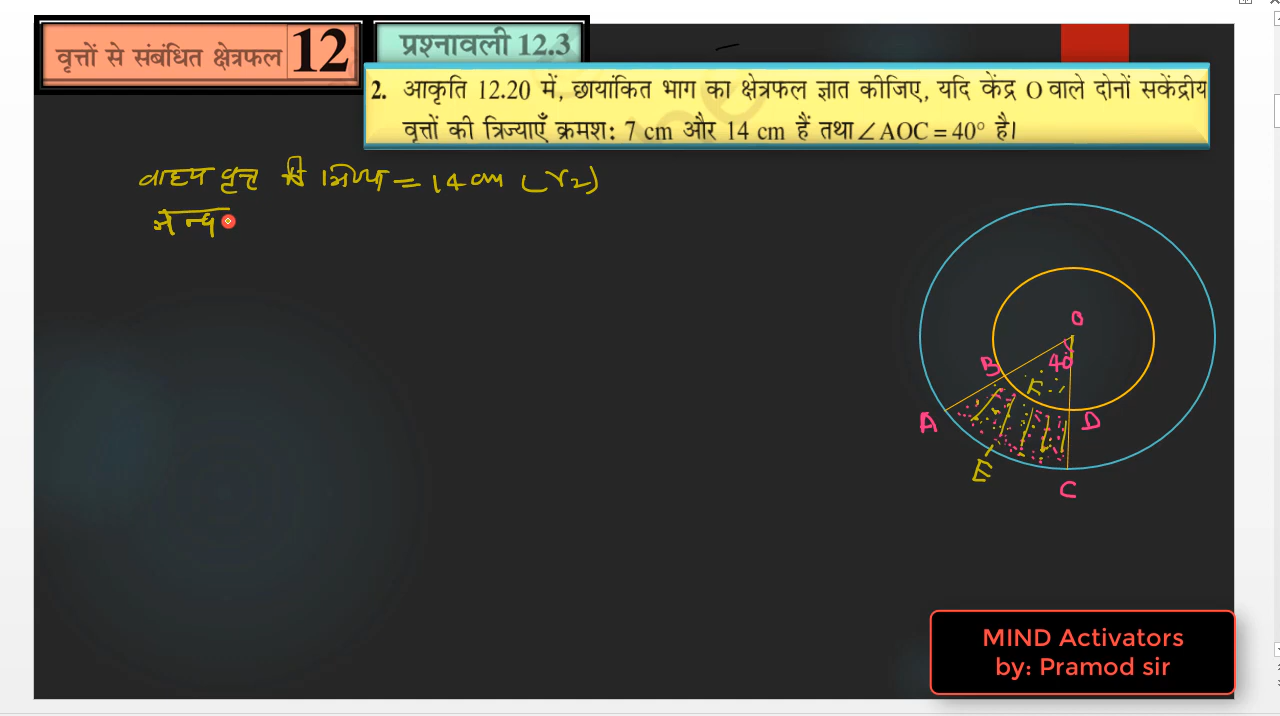 वृत्तों से संबंधित क्षेत्रफल 12
प्रश्नावली 12.3
2. आकृति 12.20 में, छायांकित भाग का क्षेत्रफल ज्ञात कीजिए, यदि केंद्र O वाले दोनों सकेंद्रीय
वृत्तों की त्रिज्याएँ क्रमश: 7 cm और 14 cm हैं तथा ∠ AOC = 40° है।
वाह्य वृत्त की त्रिज्या = 14 cm (r2)
O
40
B
F
A
D
E
C
MIND Activators
by: Pramod sir